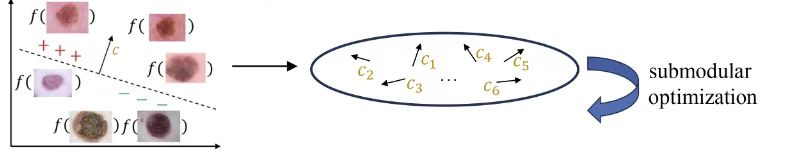 f( )
f( )
+ + +
c
f( )
f( )
− − −
f( ) f( )
c₂ c₁ c₄ c₅
c₃ ... c₆
submodular
optimization